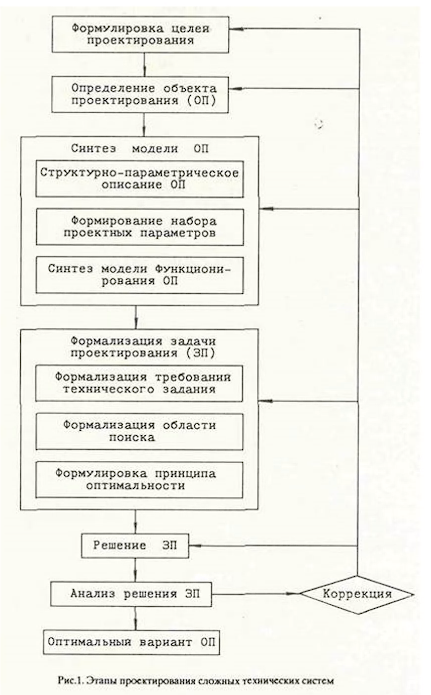 Формулировка целей
проектирования
Определение объекта
проектирования (ОП)
Синтез модели ОП
Структурно-параметрическое
описание ОП
Формирование набора
проектных параметров
Синтез модели Функциони-
рования ОП
Формализация задачи
проектирования (ЗП)
Формализация требований
технического задания
Формализация области
поиска
Формулировка принципа
оптимальности
Решение ЗП
Анализ решения ЗП
Коррекция
Оптимальный вариант ОП
Рис.1. Этапы проектирования сложных технических систем